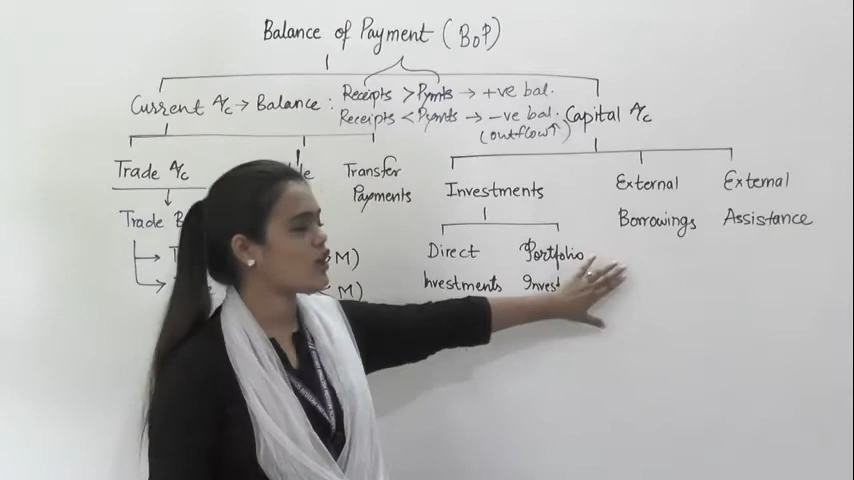 Balance of Payment (BoP)
Current A/c → Balance : Receipts > Pymts → +ve bal.
Receipts < Pymts → -ve bal.
(outflow↑)
Capital A/c
Trade A/c
Transfer
Payments
Trade
M)
M)
Investments
Direct
Investments
Portfolio
Invest
External
Borrowings
External
Assistance